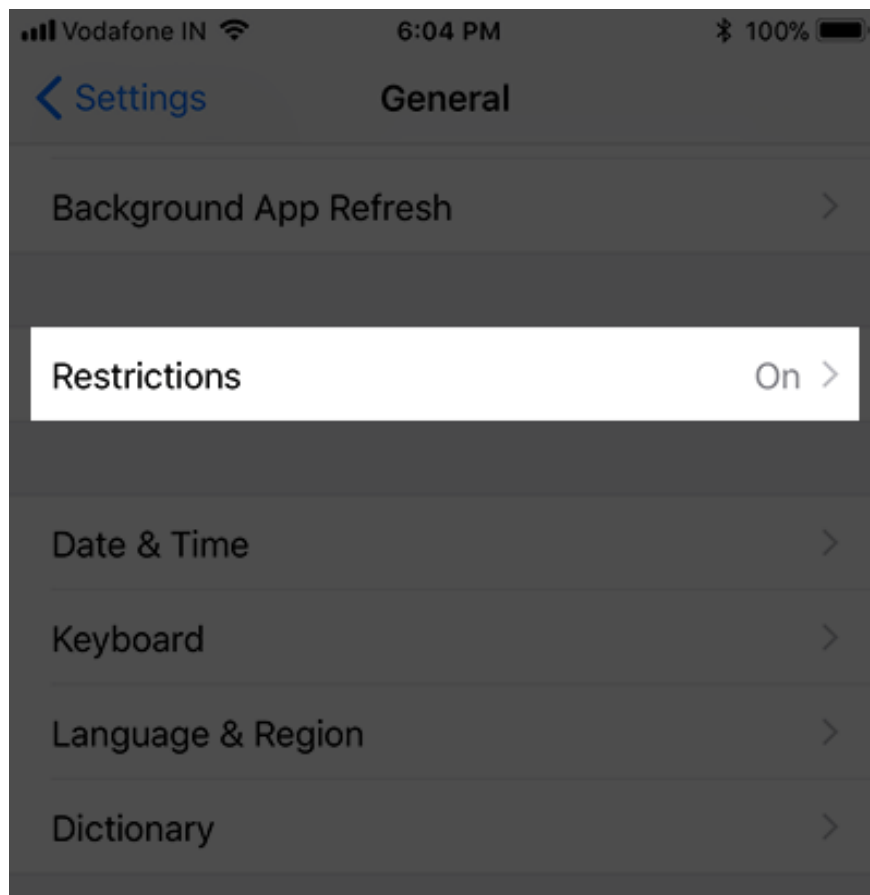 Vodafone IN 6:04 PM 100%
Settings General
Background App Refresh
Restrictions On
Date & Time
Keyboard
Language & Region
Dictionary